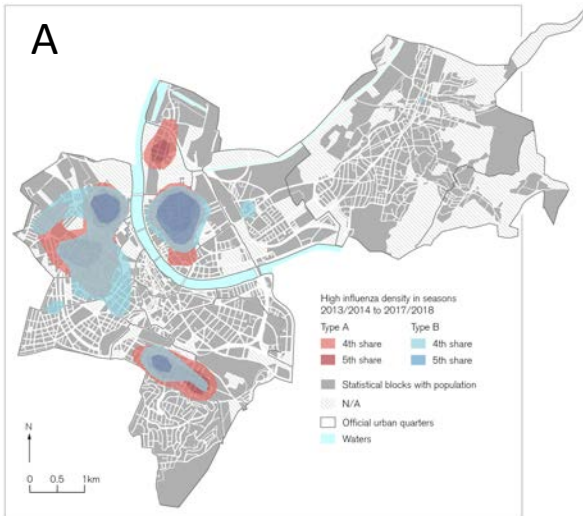 A
High influenza density in seasons
2013/2014 to 2017/2018
Type A Type B
4th share 4th share
5th share 5th share
Statistical blocks with population
N/A
Official urban quarters
Waters
N
0 0.5 1km